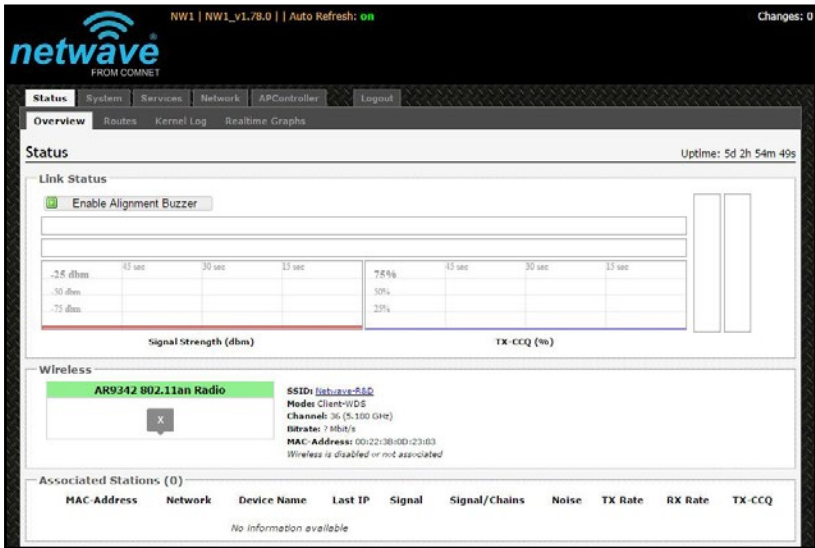 NW1 | NW1_v1.78.0 | | Auto Refresh: on
Changes: 0
netwave®
FROM COMNET
Status System Services Network APController Logout
Overview Routes Kernel Log Realtime Graphs
Status
Uptime: 5d 2h 54m 49s
Link Status
Enable Alignment Buzzer
-25 dbm 45 sec 30 sec 15 sec 75% 45 sec 30 sec 15 sec
-50 dbm 50%
-75 dbm 25%
Signal Strength (dbm) TX-CCQ (%)
Wireless
AR9342 802.11an Radio
X
SSID: Netwave-R&D
Mode: Client-WDS
Channel: 36 (5.180 GHz)
Bitrate: ? Mbit/s
MAC-Address: 00:22:3B:0D:23:83
Wireless is disabled or not associated
Associated Stations (0)
MAC-Address Network Device Name Last IP Signal Signal/Chains Noise TX Rate RX Rate TX-CCQ
No information available